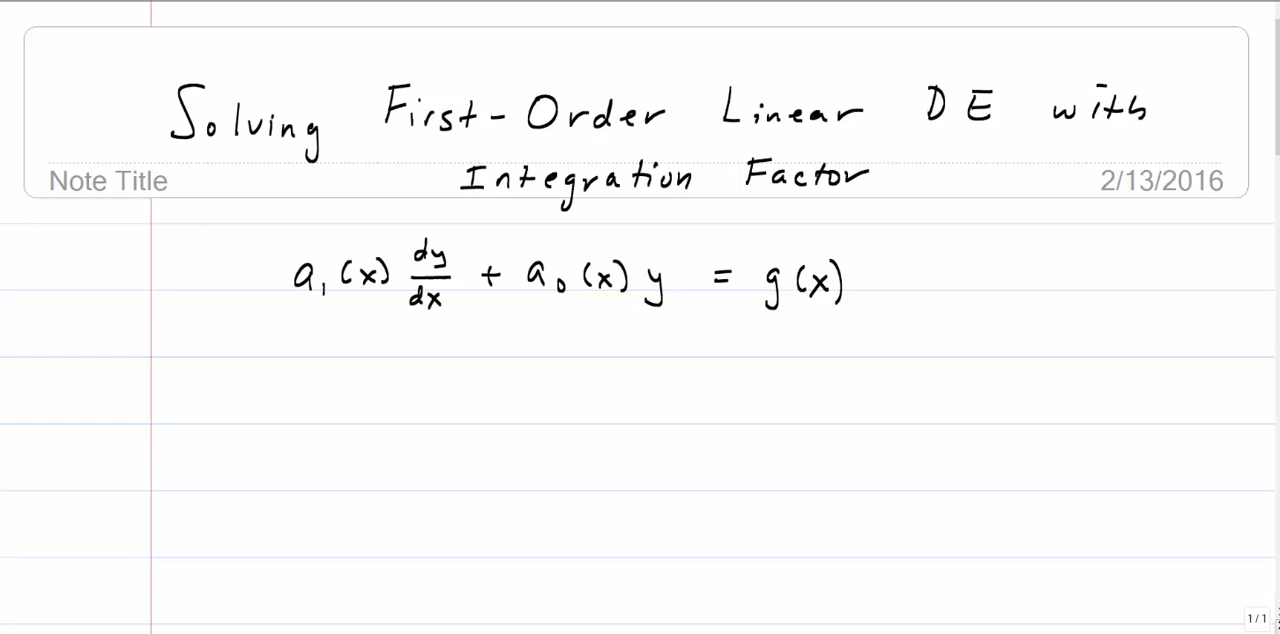 Solving First-Order Linear DE with
Integration Factor
Note Title
2/13/2016
a₁(x) dy/dx + a₀(x) y = g(x)
1/1